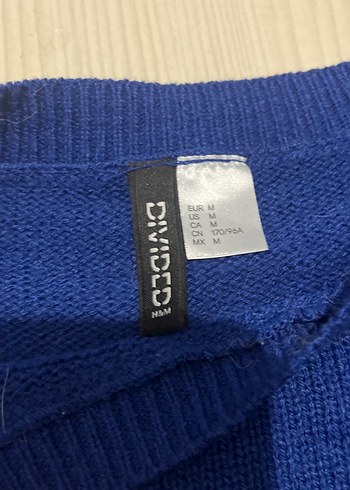 DIVIDED
H&M
EUR M
US M
CA M
CN 170/96A
MX M